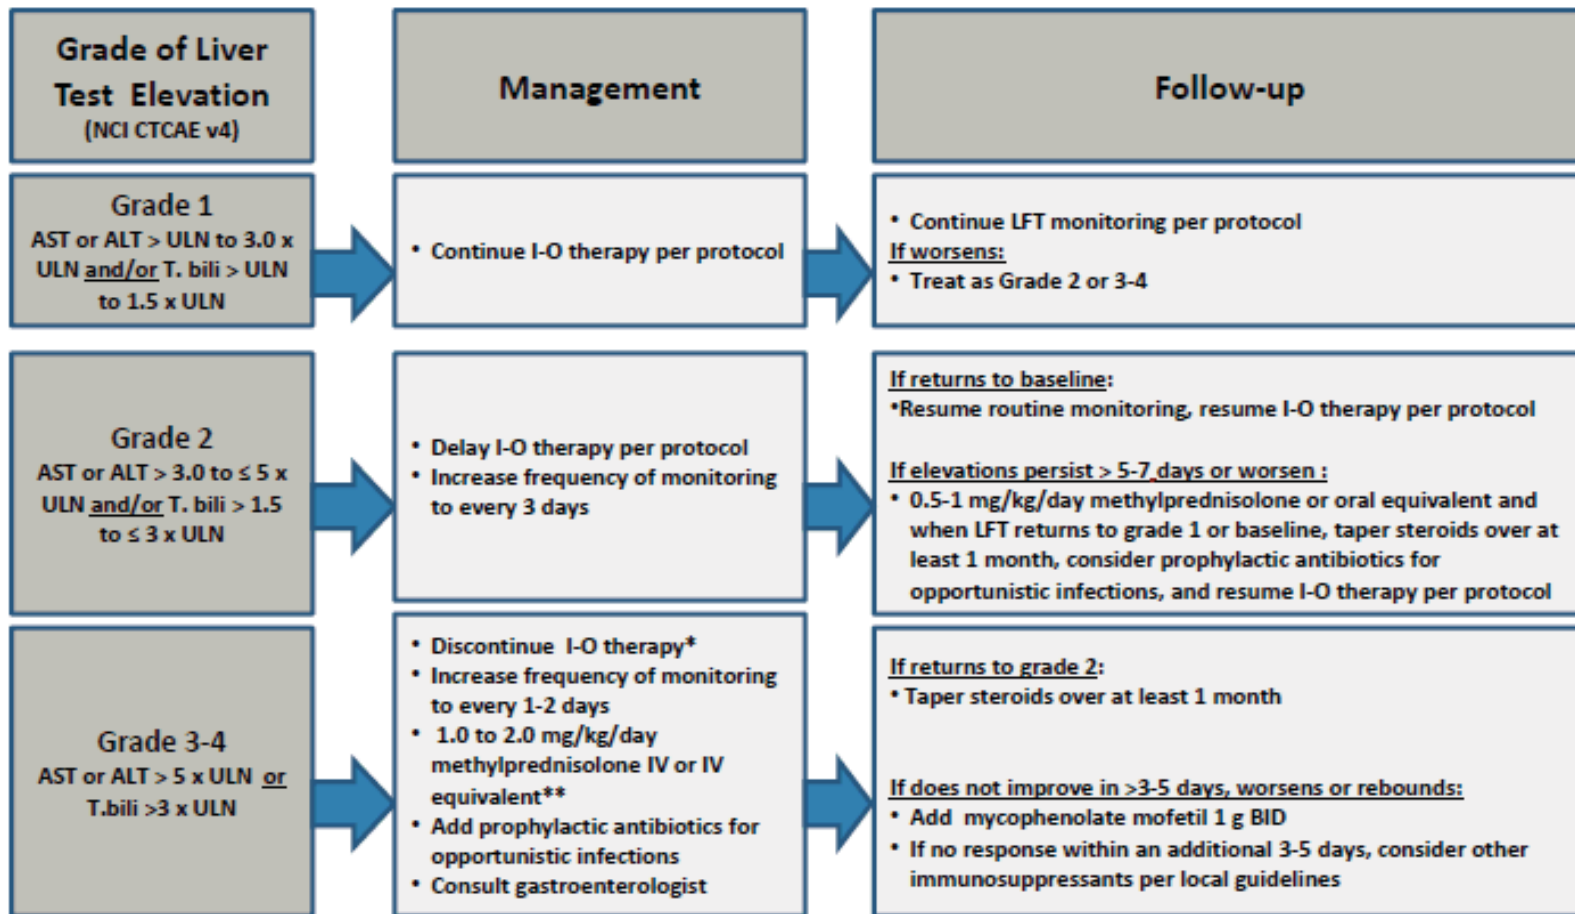 Grade of Liver
Test Elevation
(NCI CTCAE v4)
Management
Follow-up
Grade 1
AST or ALT > ULN to 3.0 x
ULN and/or T. bili > ULN
to 1.5 x ULN
• Continue I-O therapy per protocol
• Continue LFT monitoring per protocol
If worsens:
• Treat as Grade 2 or 3-4
Grade 2
AST or ALT > 3.0 to ≤ 5 x
ULN and/or T. bili > 1.5
to ≤ 3 x ULN
• Delay I-O therapy per protocol
• Increase frequency of monitoring
to every 3 days
If returns to baseline:
•Resume routine monitoring, resume I-O therapy per protocol
If elevations persist > 5-7 days or worsen :
• 0.5-1 mg/kg/day methylprednisolone or oral equivalent and
when LFT returns to grade 1 or baseline, taper steroids over at
least 1 month, consider prophylactic antibiotics for
opportunistic infections, and resume I-O therapy per protocol
Grade 3-4
AST or ALT > 5 x ULN or
T.bili >3 x ULN
• Discontinue I-O therapy*
• Increase frequency of monitoring
to every 1-2 days
• 1.0 to 2.0 mg/kg/day
methylprednisolone IV or IV
equivalent**
• Add prophylactic antibiotics for
opportunistic infections
• Consult gastroenterologist
If returns to grade 2:
• Taper steroids over at least 1 month
If does not improve in >3-5 days, worsens or rebounds:
• Add mycophenolate mofetil 1 g BID
• If no response within an additional 3-5 days, consider other
immunosuppressants per local guidelines